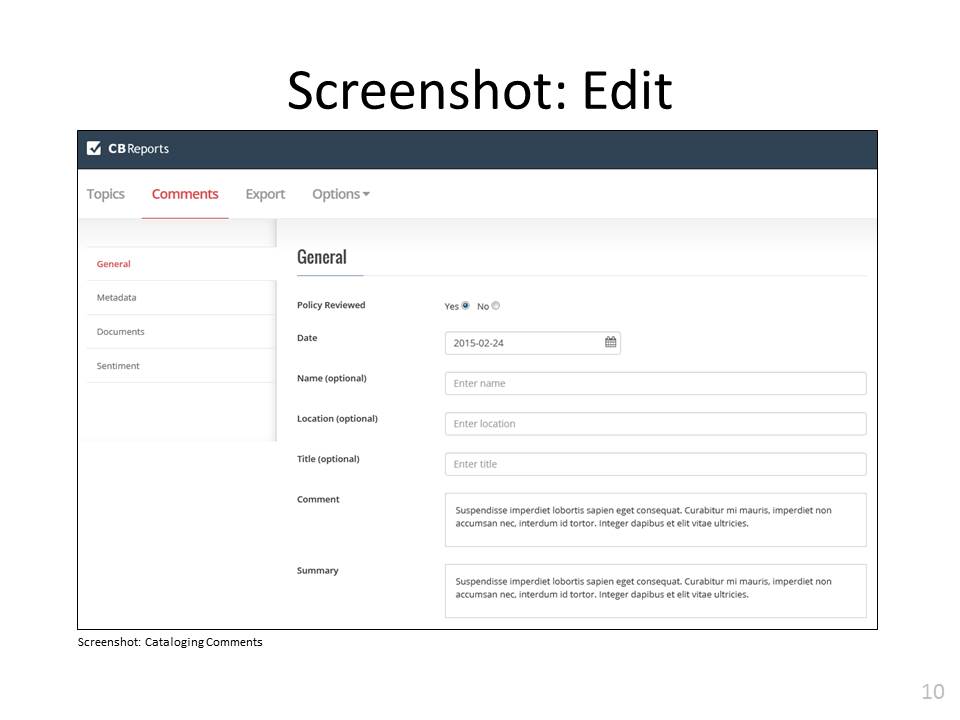 Screenshot: Edit
CBReports
Topics Comments Export Options
General
Metadata
Documents
Sentiment
General
Policy Reviewed Yes No
Date 2015-02-24
Name (optional) Enter name
Location (optional) Enter location
Title (optional) Enter title
Comment
Suspendisse imperdiet lobortis sapien eget consequat. Curabitur mi mauris, imperdiet non
accumsan nec, interdum id tortor. Integer dapibus et elit vitae ultricies.
Summary
Suspendisse imperdiet lobortis sapien eget consequat. Curabitur mi mauris, imperdiet non
accumsan nec, interdum id tortor. Integer dapibus et elit vitae ultricies.
Screenshot: Cataloging Comments
10